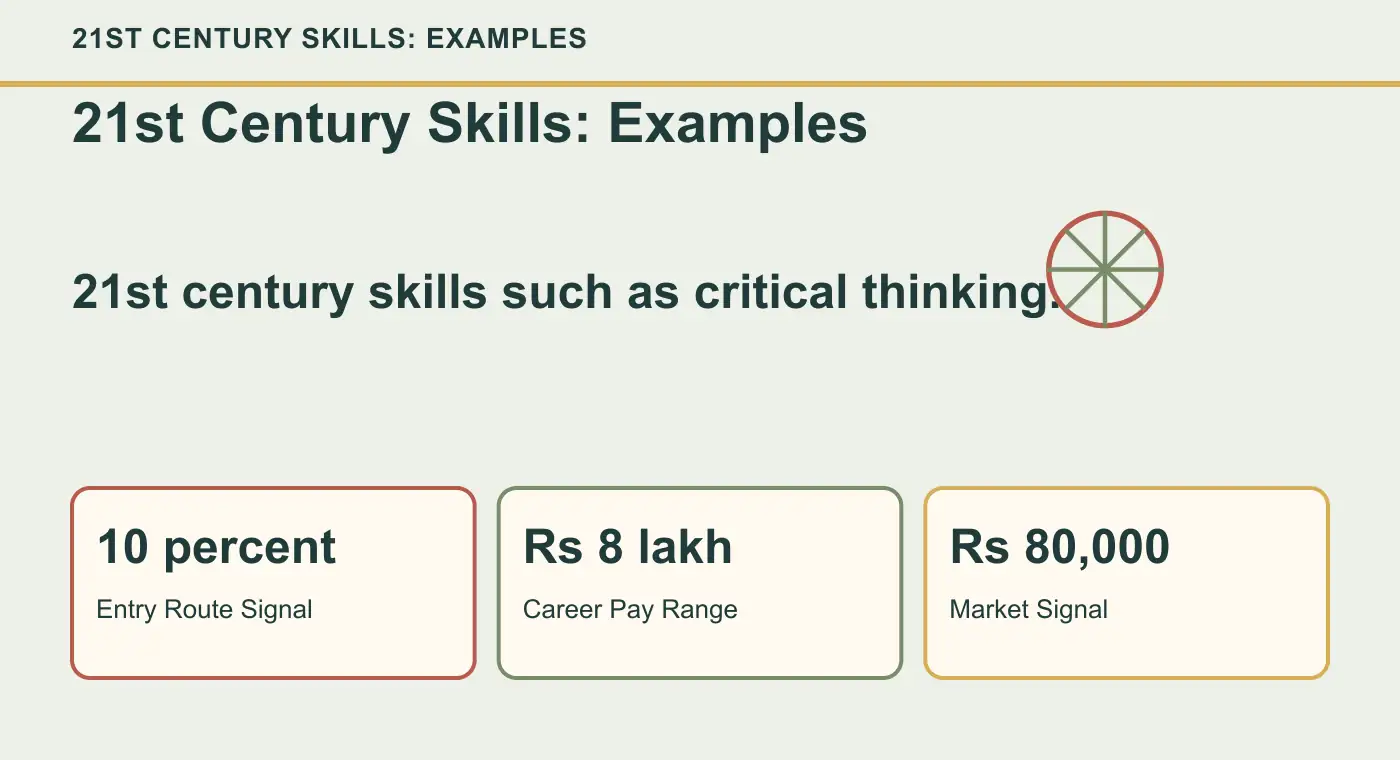 21ST CENTURY SKILLS: EXAMPLES
21st Century Skills: Examples
21st century skills such as critical thinking.
10 percent
Entry Route Signal
Rs 8 lakh
Career Pay Range
Rs 80,000
Market Signal